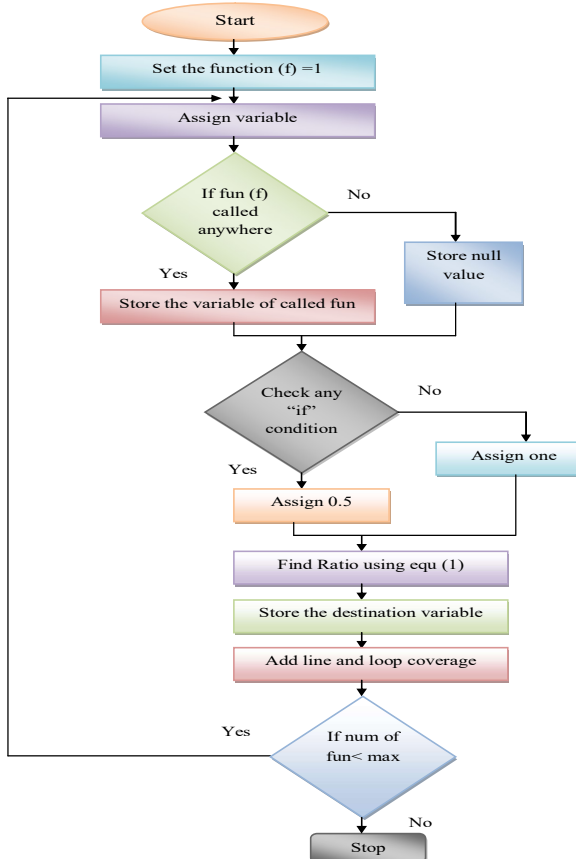 Start
Set the function (f) =1
Assign variable
If fun (f)
called
anywhere
No
Yes
Store null
value
Store the variable of called fun
Check any
“if”
condition
No
Yes
Assign one
Assign 0.5
Find Ratio using equ (1)
Store the destination variable
Add line and loop coverage
Yes
If num of
fun< max
No
Stop